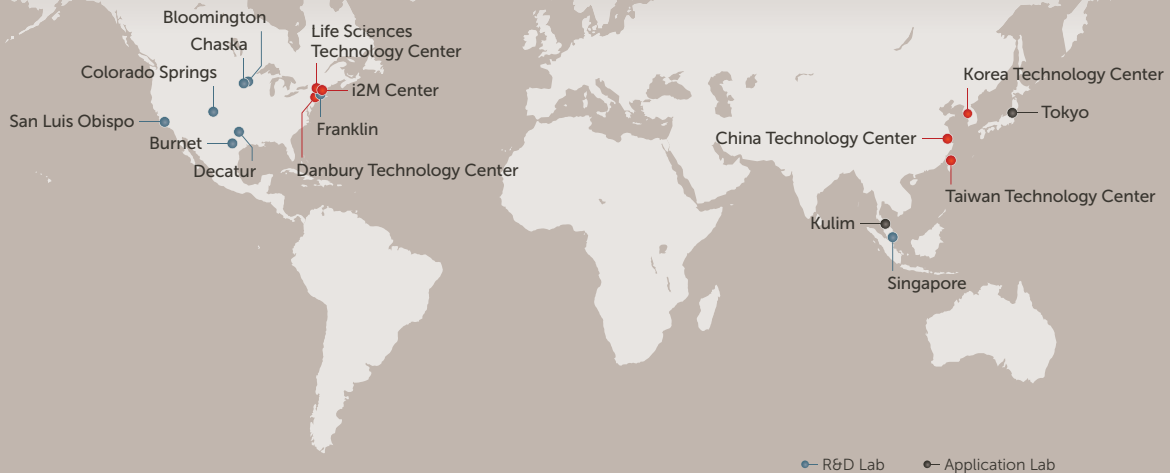 Bloomington
Chaska
Life Sciences
Technology Center
Colorado Springs
Korea Technology Center
i2M Center
San Luis Obispo
Tokyo
Franklin
China Technology Center
Burnet
Decatur
Danbury Technology Center
Taiwan Technology Center
Kulim
Singapore
R&D Lab
Application Lab